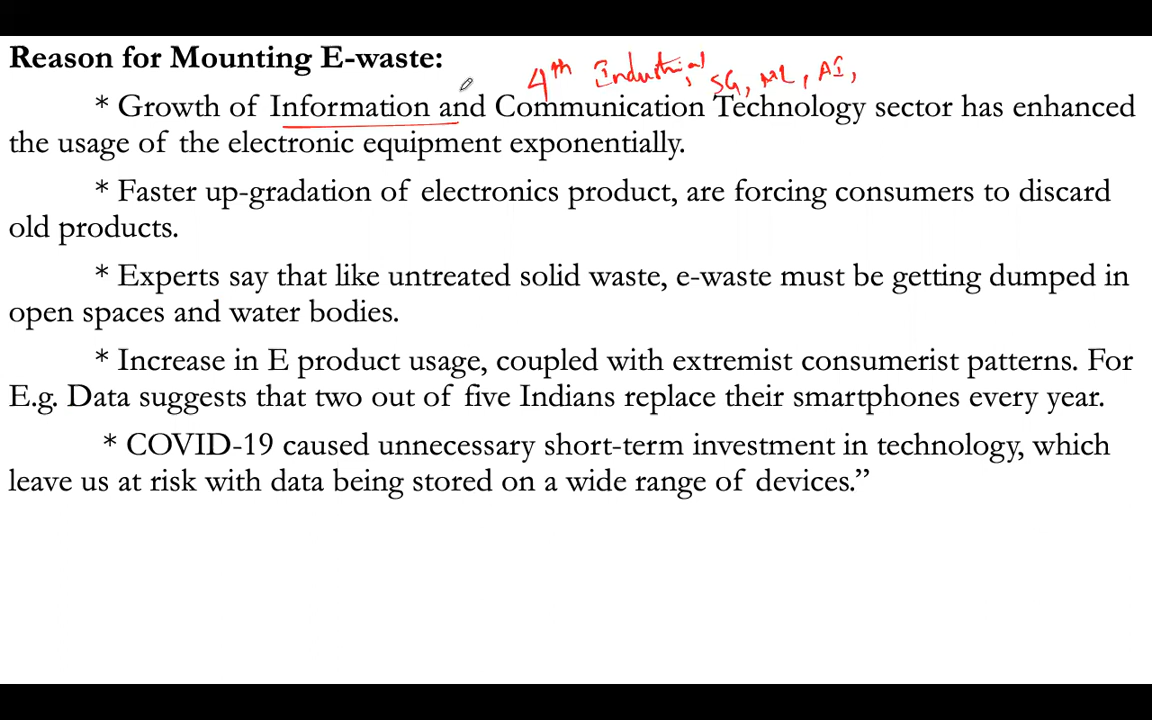 Reason for Mounting E-waste:
4th Industrial, 5G, ML, AI,
* Growth of Information and Communication Technology sector has enhanced
the usage of the electronic equipment exponentially.
* Faster up-gradation of electronics product, are forcing consumers to discard
old products.
* Experts say that like untreated solid waste, e-waste must be getting dumped in
open spaces and water bodies.
* Increase in E product usage, coupled with extremist consumerist patterns. For
E.g. Data suggests that two out of five Indians replace their smartphones every year.
* COVID-19 caused unnecessary short-term investment in technology, which
leave us at risk with data being stored on a wide range of devices.”